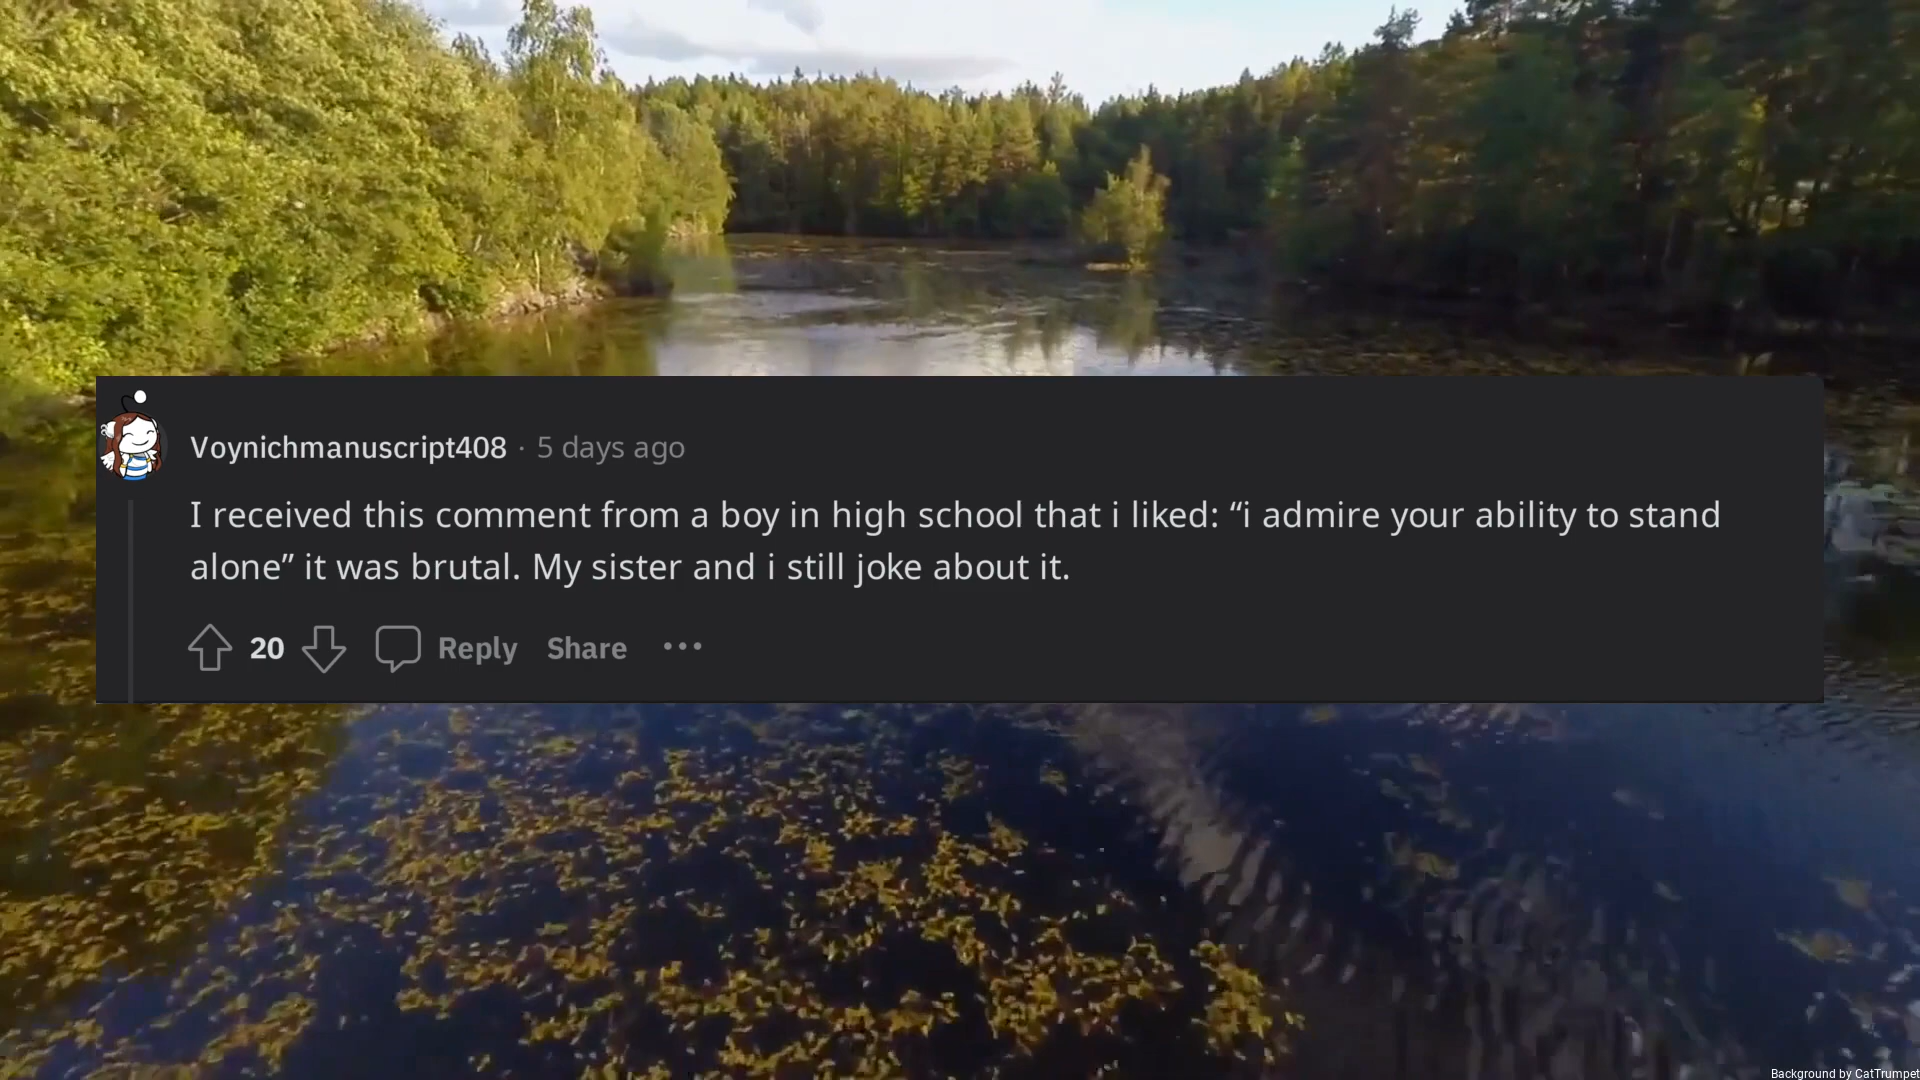 Voynichmanuscript408 · 5 days ago
I received this comment from a boy in high school that i liked: “i admire your ability to stand
alone” it was brutal. My sister and i still joke about it.
20 Reply Share ...
Background by CatTrumpet